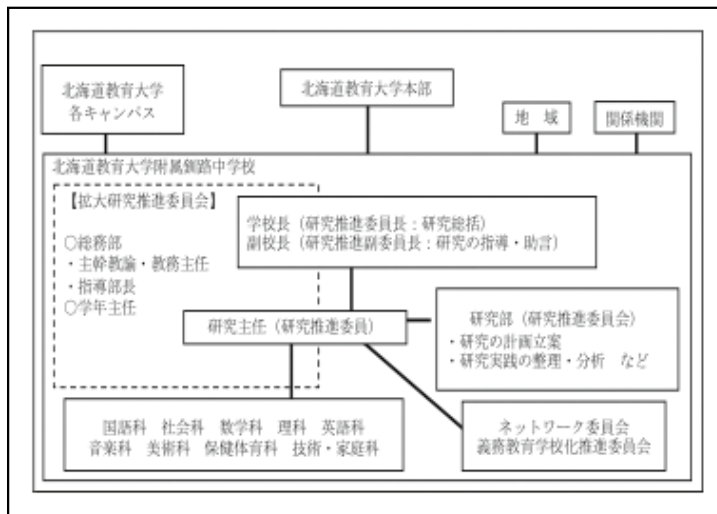 北海道教育大学
各キャンパス
北海道教育大学本部
地　域
関係機関
北海道教育大学附属釧路中学校
【拡大研究推進委員会】
○総務部
・主幹教諭・教務主任
・指導部長
○学年主任
学校長（研究推進委員長：研究総括）
副校長（研究推進副委員長：研究の指導・助言）
研究主任（研究推進委員）
研究部（研究推進委員会）
・研究の計画立案
・研究実践の整理・分析　など
国語科　社会科　数学科　理科　英語科
音楽科　美術科　保健体育科　技術・家庭科
ネットワーク委員会
義務教育学校化推進委員会